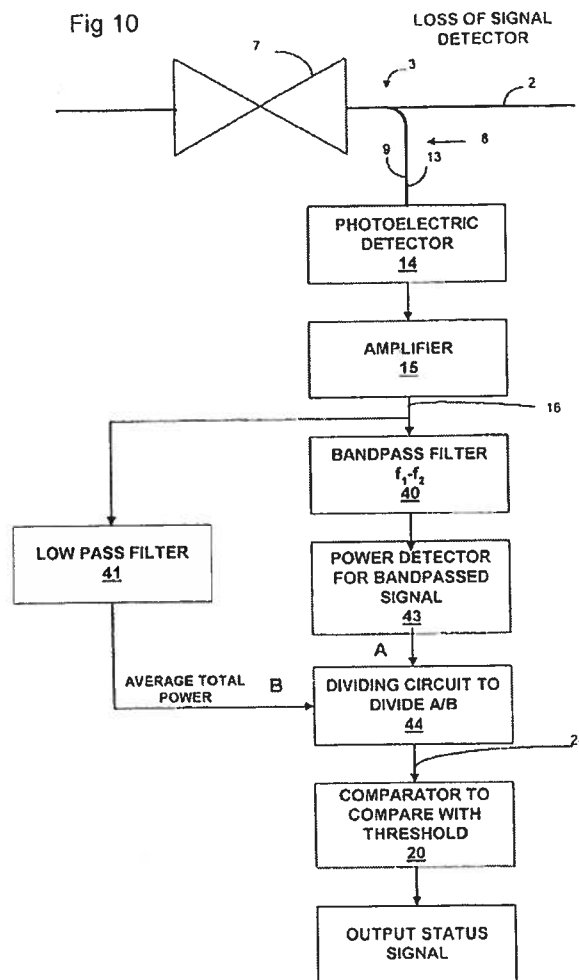 Fig 10
LOSS OF SIGNAL
DETECTOR
7
3
2
9
13
8
PHOTOELECTRIC
DETECTOR
14
AMPLIFIER
15
16
BANDPASS FILTER
f₁-f₂
40
LOW PASS FILTER
41
POWER DETECTOR
FOR BANDPASSED
SIGNAL
43
A
AVERAGE TOTAL
POWER
B
DIVIDING CIRCUIT TO
DIVIDE A/B
44
2
COMPARATOR TO
COMPARE WITH
THRESHOLD
20
OUTPUT STATUS
SIGNAL